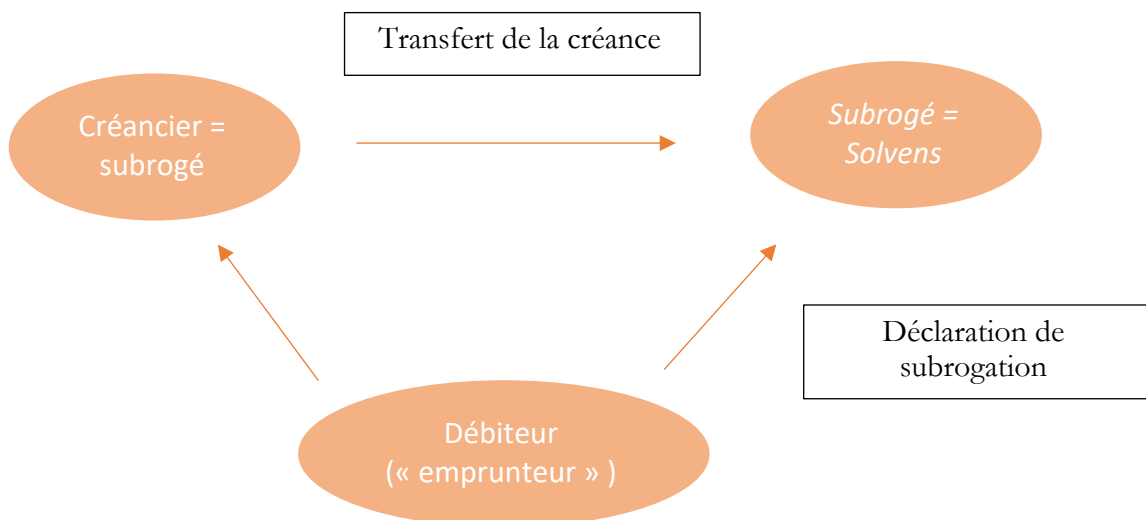 Transfert de la créance
Créancier =
subrogé
Subrogé =
Solvens
Déclaration de
subrogation
Débiteur
(« emprunteur » )